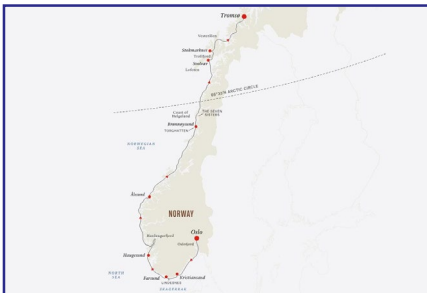 Tromsø
Stokmarknes
Trollfjord
Svolvær
Lofoten
66°33'N ARCTIC CIRCLE
Coast of
Helgeland
THE SEVEN
SISTERS
Brønnøysund
TORGHATTEN
NORWEGIAN
SEA
Ålesund
NORWAY
Oslo
Haugesund
NORTH
SEA
Farsund
Kristiansand
LINDESNES
SKAGERRAK